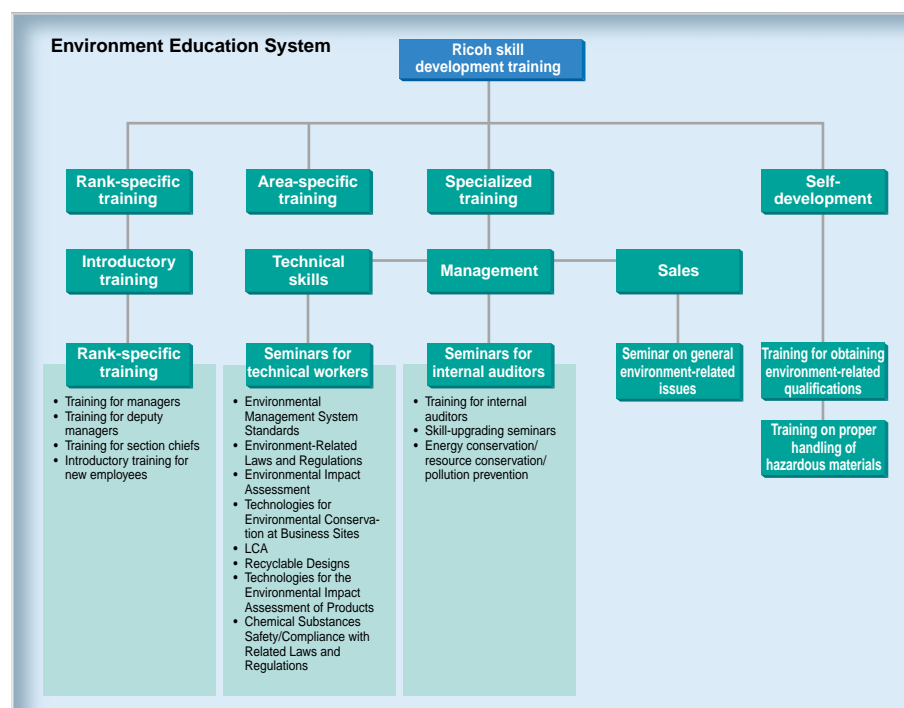 Environment Education System
Ricoh skill
development training
Rank-specific
training
Area-specific
training
Specialized
training
Self-
development
Introductory
training
Technical
skills
Management
Sales
Rank-specific
training
• Training for managers
• Training for deputy
managers
• Training for section chiefs
• Introductory training for
new employees
Seminars for
technical workers
• Environmental
Management System
Standards
• Environment-Related
Laws and Regulations
• Environmental Impact
Assessment
• Technologies for
Environmental Conserva-
tion at Business Sites
• LCA
• Recyclable Designs
• Technologies for the
Environmental Impact
Assessment of Products
• Chemical Substances
Safety/Compliance with
Related Laws and
Regulations
Seminars for
internal auditors
• Training for internal
auditors
• Skill-upgrading seminars
• Energy conservation/
resource conservation/
pollution prevention
Seminar on general
environment-related
issues
Training for obtaining
environment-related
qualifications
Training on proper
handling of
hazardous materials